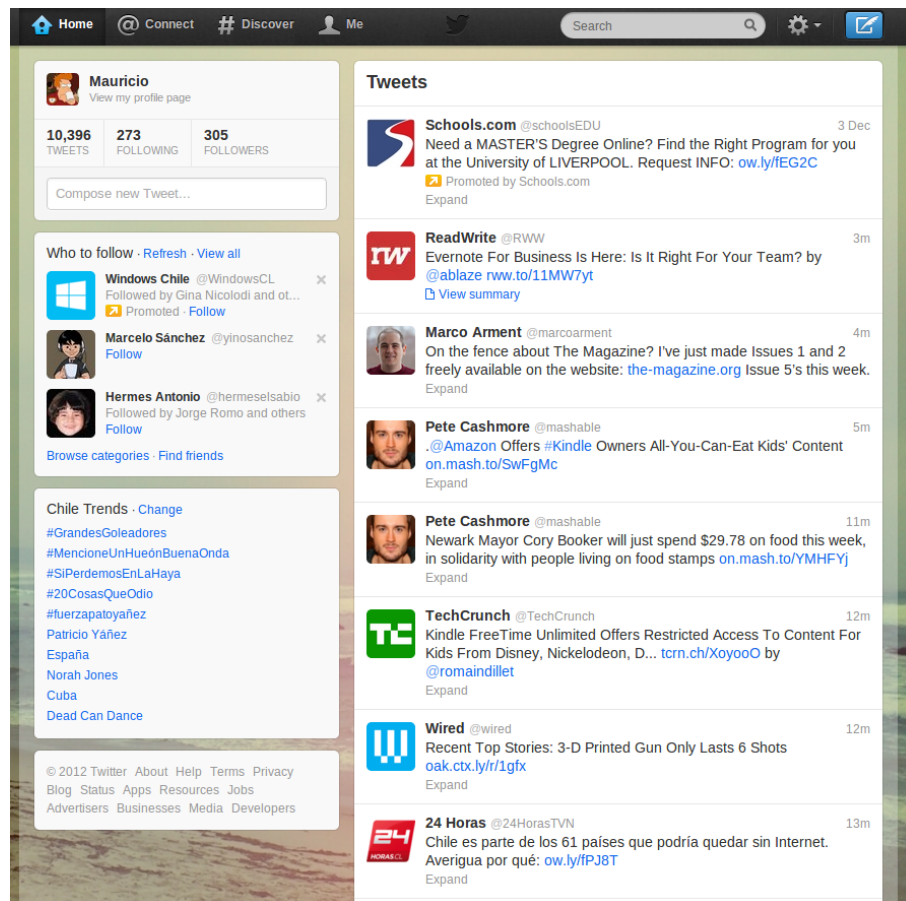 Home Connect Discover Me Search
Mauricio
View my profile page
10,396 273 305
TWEETS FOLLOWING FOLLOWERS
Compose new Tweet...
Who to follow · Refresh · View all
Windows Chile @WindowsCL
Followed by Gina Nicolodi and ot...
Promoted · Follow
Marcelo Sánchez @yinosanchez
Follow
Hermes Antonio @hermeselsabio
Followed by Jorge Romo and others
Follow
Browse categories · Find friends
Chile Trends · Change
#GrandesGoleadores
#MencioneUnHueónBuenaOnda
#SiPerdemosEnLaHaya
#20CosasQueOdio
#fuerzapatoyañez
Patricio Yáñez
España
Norah Jones
Cuba
Dead Can Dance
© 2012 Twitter About Help Terms Privacy
Blog Status Apps Resources Jobs
Advertisers Businesses Media Developers
Tweets
Schools.com @schoolsEDU 3 Dec
Need a MASTER'S Degree Online? Find the Right Program for you
at the University of LIVERPOOL. Request INFO: ow.ly/fEG2C
Promoted by Schools.com
Expand
rw
ReadWrite @RWW 3m
Evernote For Business Is Here: Is It Right For Your Team? by
@ablaze rww.to/11MW7yt
View summary
Marco Arment @marcoarment 4m
On the fence about The Magazine? I've just made Issues 1 and 2
freely available on the website: the-magazine.org Issue 5's this week.
Expand
Pete Cashmore @mashable 5m
.@Amazon Offers #Kindle Owners All-You-Can-Eat Kids' Content
on.mash.to/SwFgMc
Expand
Pete Cashmore @mashable 11m
Newark Mayor Cory Booker will just spend $29.78 on food this week,
in solidarity with people living on food stamps on.mash.to/YMHFYj
Expand
TC
TechCrunch @TechCrunch 12m
Kindle FreeTime Unlimited Offers Restricted Access To Content For
Kids From Disney, Nickelodeon, D... tcrn.ch/XoyooO by
@romaindillet
Expand
W
Wired @wired 12m
Recent Top Stories: 3-D Printed Gun Only Lasts 6 Shots
oak.ctx.ly/r/1gfx
Expand
24
HORAS.CL
24 Horas @24HorasTVN 13m
Chile es parte de los 61 países que podría quedar sin Internet.
Averigua por qué: ow.ly/fPJ8T
Expand